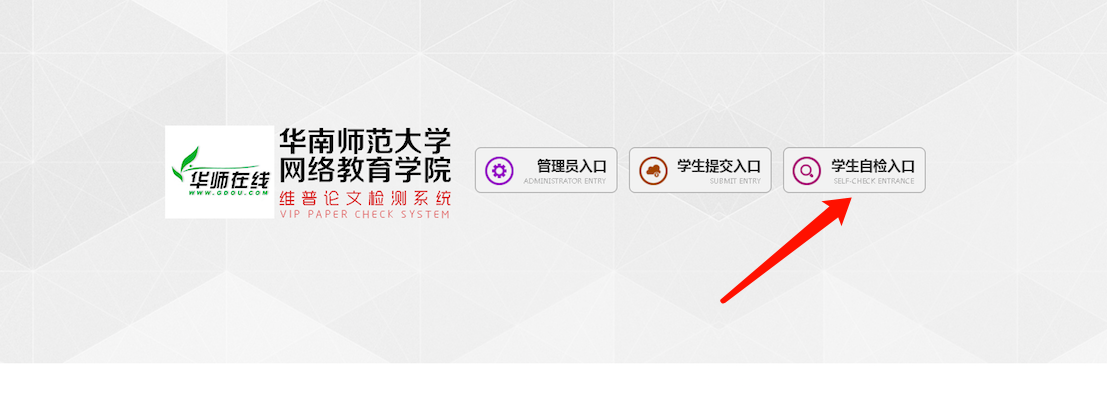 华师在线
WWW.GDOU.COM
华南师范大学
网络教育学院
维普论文检测系统
VIP PAPER CHECK SYSTEM
管理员入口
ADMINISTRATOR ENTRY
学生提交入口
SUBMIT ENTRY
学生自检入口
SELF-CHECK ENTRANCE